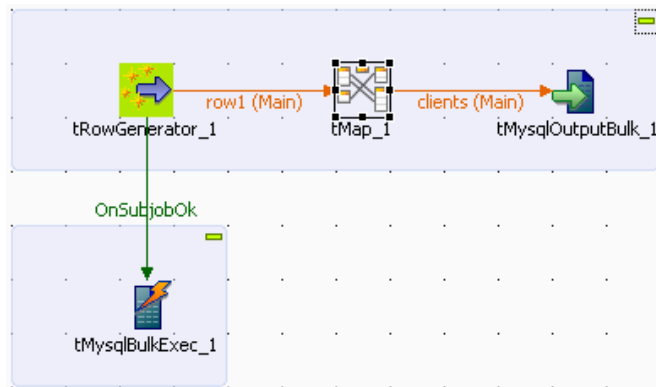 row1 (Main)
clients (Main)
tRowGenerator_1
tMap_1
tMysqlOutputBulk_1
OnSubjobOk
tMysqlBulkExec_1